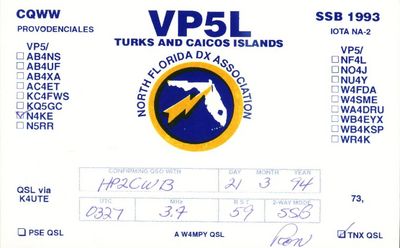 CQWW
PROVODENCIALES
VP5L
TURKS AND CAICOS ISLANDS
SSB 1993
IOTA NA-2
NORTH FLORIDA DX ASSOCIATION
VP5/
AB4NS
AB4UF
AB4XA
AC4ET
KC4FWS
KQ5GC
N4KE
N5RR
VP5/
NF4L
NO4J
NU4Y
W4FDA
W4SME
WA4DRU
WB4EYX
WB4KSP
WR4K
CONFIRMING QSO WITH DAY MONTH YEAR
HP2CWB 21 3 94
UTC MHz R S T 2-WAY MODE
0327 3.7 59 SSB
QSL via
K4UTE
73,
PSE QSL
A W4MPY QSL
TNX QSL